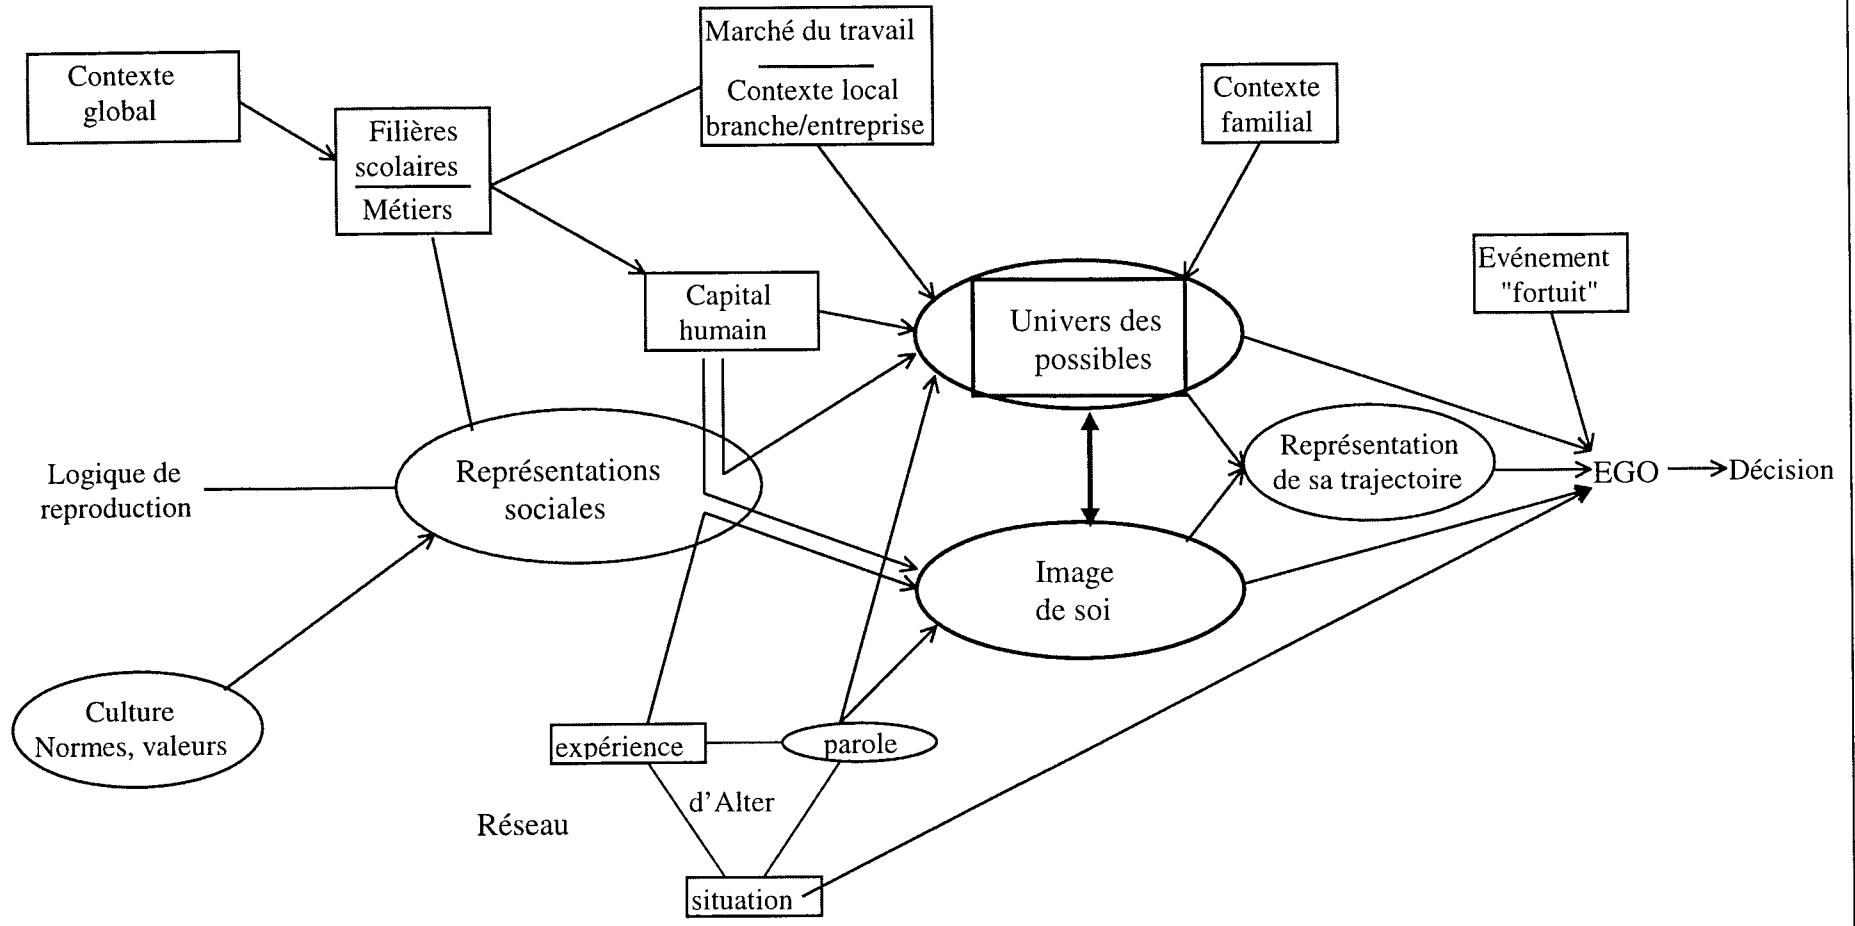 Marché du travail
Contexte local
branche/entreprise
Contexte
global
Contexte
familial
Filières
scolaires
Métiers
Evénement
"fortuit"
Capital
humain
Univers des
possibles
Représentation
de sa trajectoire
EGO
Décision
Logique de
reproduction
Représentations
sociales
Image
de soi
Culture
Normes, valeurs
expérience
parole
d'Alter
Réseau
situation